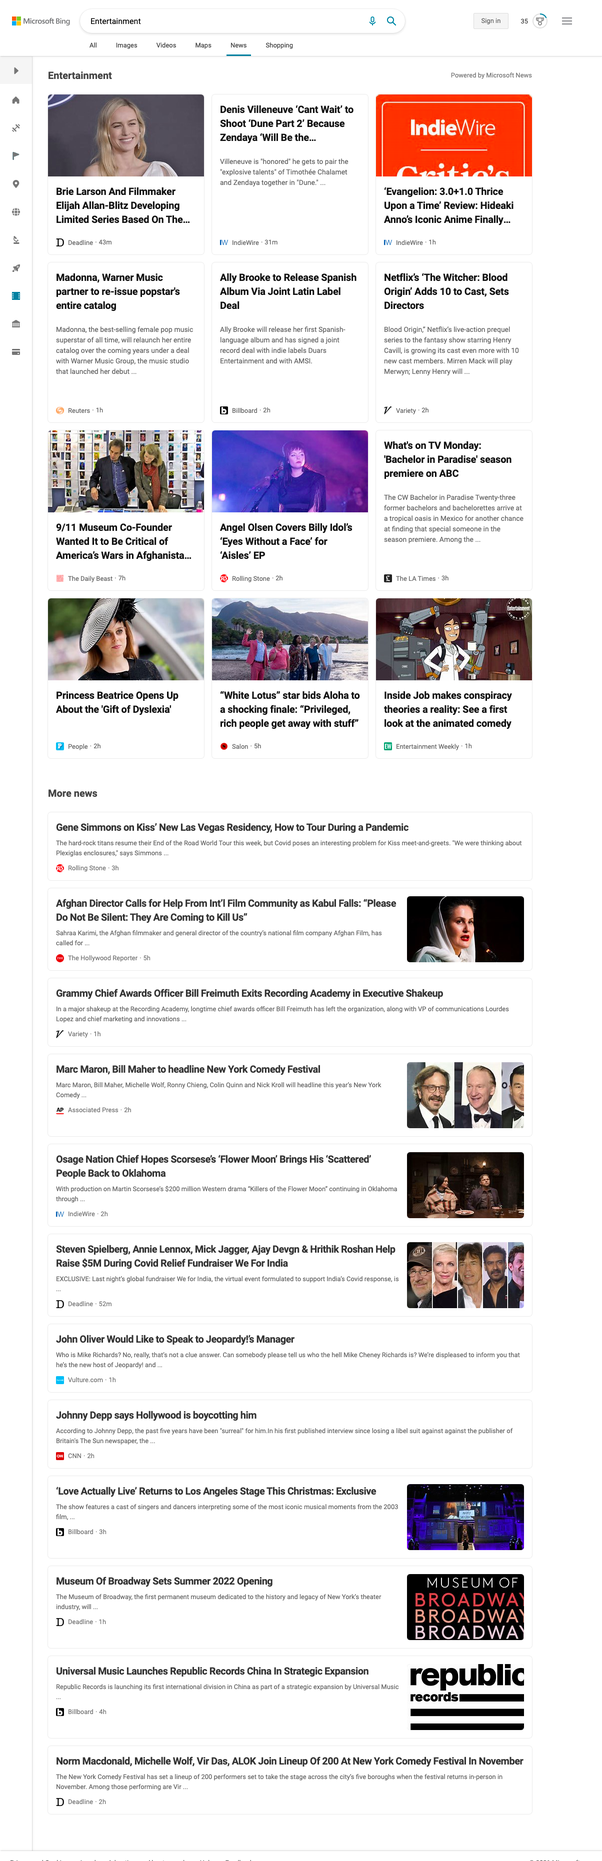 Microsoft Bing
Entertainment
Sign in
35
All Images Videos Maps News Shopping
Entertainment
Powered by Microsoft News
Brie Larson And Filmmaker
Elijah Allan-Blitz Developing
Limited Series Based On The...
Deadline · 43m
Denis Villeneuve ‘Cant Wait’ to
Shoot ‘Dune Part 2’ Because
Zendaya ‘Will Be the...
Villeneuve is "honored" he gets to pair the
"explosive talents" of Timothée Chalamet
and Zendaya together in "Dune." ...
IW IndieWire · 31m
IndieWire
Critic's
‘Evangelion: 3.0+1.0 Thrice
Upon a Time’ Review: Hideaki
Anno’s Iconic Anime Finally...
IW IndieWire · 1h
Madonna, Warner Music
partner to re-issue popstar's
entire catalog
Madonna, the best-selling female pop music
superstar of all time, will relaunch her entire
catalog over the coming years under a deal
with Warner Music Group, the music studio
that launched her debut ...
Reuters · 1h
Ally Brooke to Release Spanish
Album Via Joint Latin Label
Deal
Ally Brooke will release her first Spanish-
language album and has signed a joint
record deal with indie labels Duars
Entertainment and with AMSI.
Billboard · 2h
Netflix’s ‘The Witcher: Blood
Origin’ Adds 10 to Cast, Sets
Directors
Blood Origin,” Netflix’s live-action prequel
series to the fantasy show starring Henry
Cavill, is growing its cast even more with 10
new cast members. Mirren Mack will play
Merwyn; Lenny Henry will ...
Variety · 2h
9/11 Museum Co-Founder
Wanted It to Be Critical of
America’s Wars in Afghanista...
The Daily Beast · 7h
Angel Olsen Covers Billy Idol’s
‘Eyes Without a Face’ for
‘Aisles’ EP
Rolling Stone · 2h
What's on TV Monday:
'Bachelor in Paradise' season
premiere on ABC
The CW Bachelor in Paradise Twenty-three
former bachelors and bachelorettes arrive at
a tropical oasis in Mexico for another chance
at finding that special someone in the
season premiere. Among the ...
The LA Times · 3h
Princess Beatrice Opens Up
About the 'Gift of Dyslexia'
People · 2h
“White Lotus” star bids Aloha to
a shocking finale: “Privileged,
rich people get away with stuff”
Salon · 5h
Entertainment
Inside Job makes conspiracy
theories a reality: See a first
look at the animated comedy
EW Entertainment Weekly · 1h
More news
Gene Simmons on Kiss’ New Las Vegas Residency, How to Tour During a Pandemic
The hard-rock titans resume their End of the Road World Tour this week, but Covid poses an interesting problem for Kiss meet-and-greets. “We were thinking about
Plexiglas enclosures,” says Simmons ...
Rolling Stone · 3h
Afghan Director Calls for Help From Int’l Film Community as Kabul Falls: “Please
Do Not Be Silent: They Are Coming to Kill Us”
Sahraa Karimi, the Afghan filmmaker and general director of the country's national film company Afghan Film, has
called for ...
The Hollywood Reporter · 5h
Grammy Chief Awards Officer Bill Freimuth Exits Recording Academy in Executive Shakeup
In a major shakeup at the Recording Academy, longtime chief awards officer Bill Freimuth has left the organization, along with VP of communications Lourdes
Lopez and chief marketing and innovations ...
Variety · 1h
Marc Maron, Bill Maher to headline New York Comedy Festival
Marc Maron, Bill Maher, Michelle Wolf, Ronny Chieng, Colin Quinn and Nick Kroll will headline this year's New York
Comedy ...
AP Associated Press · 2h
Osage Nation Chief Hopes Scorsese’s ‘Flower Moon’ Brings His ‘Scattered’
People Back to Oklahoma
With production on Martin Scorsese's $200 million Western drama “Killers of the Flower Moon” continuing in Oklahoma
through ...
IW IndieWire · 2h
Steven Spielberg, Annie Lennox, Mick Jagger, Ajay Devgn & Hrithik Roshan Help
Raise $5M During Covid Relief Fundraiser We For India
EXCLUSIVE: Last night's global fundraiser We for India, the virtual event formulated to support India's Covid response, is
...
Deadline · 52m
John Oliver Would Like to Speak to Jeopardy!’s Manager
Who is Mike Richards? No, really, that's not a clue answer. Can somebody please tell us who the hell Mike Cheney Richards is? We're displeased to inform you that
he's the new host of Jeopardy! and ...
Vulture.com · 1h
Johnny Depp says Hollywood is boycotting him
According to Johnny Depp, the past five years have been "surreal" for him.In his first published interview since losing a libel suit against against the publisher of
Britain's The Sun newspaper, the ...
CNN CNN · 2h
‘Love Actually Live’ Returns to Los Angeles Stage This Christmas: Exclusive
The show features a cast of singers and dancers interpreting some of the most iconic musical moments from the 2003
film, ...
Billboard · 3h
Museum Of Broadway Sets Summer 2022 Opening
The Museum of Broadway, the first permanent museum dedicated to the history and legacy of New York's theater
industry, will ...
Deadline · 1h
MUSEUM OF
BROADWAY
BROADWAY
BROADWAY
Universal Music Launches Republic Records China In Strategic Expansion
Republic Records is launching its first international division in China as part of a strategic expansion by Universal Music
...
Billboard · 4h
republic
records
Norm Macdonald, Michelle Wolf, Vir Das, ALOK Join Lineup Of 200 At New York Comedy Festival In November
The New York Comedy Festival has set a lineup of 200 performers set to take the stage across the city's five boroughs when the festival returns in-person in
November. Among those performing are Vir ...
Deadline · 2h